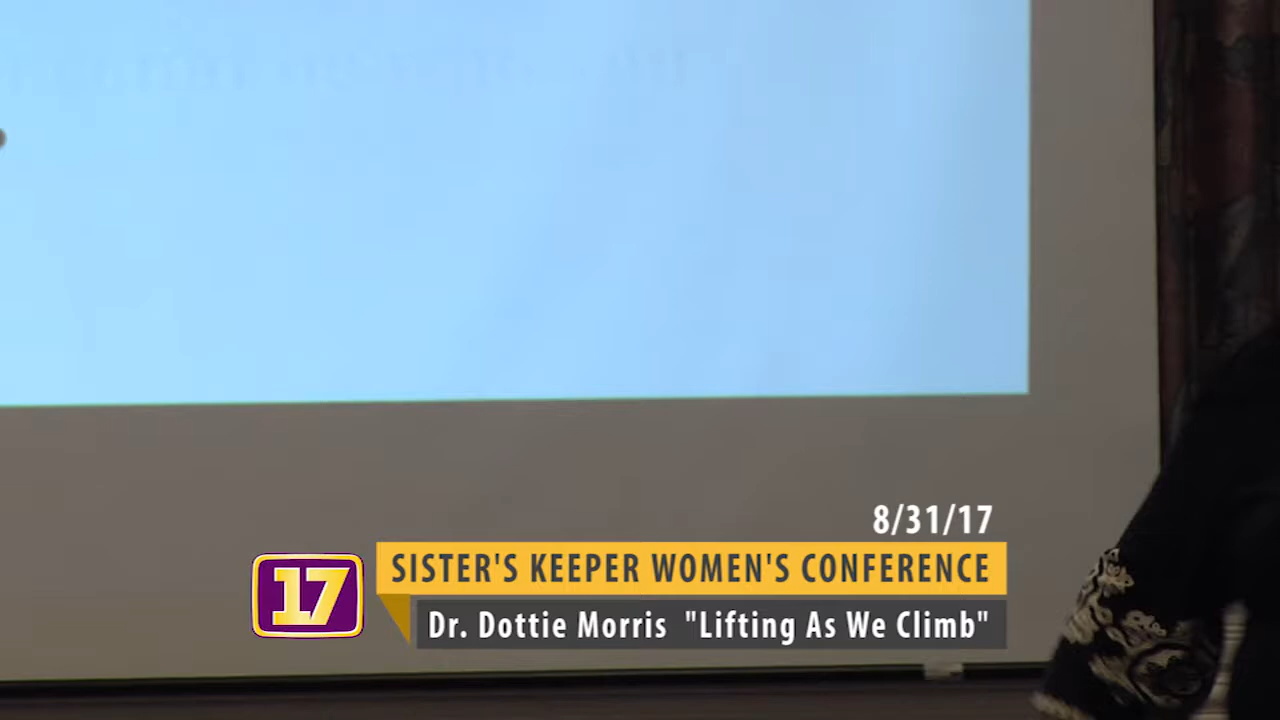 8/31/17
17
SISTER'S KEEPER WOMEN'S CONFERENCE
Dr. Dottie Morris "Lifting As We Climb"